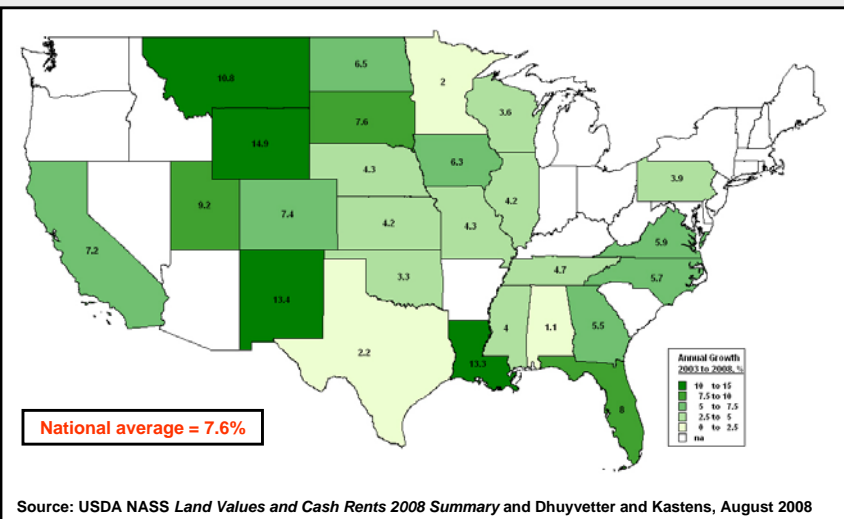 10.8
6.5
2
3.6
7.6
14.9
6.3
4.3
3.9
9.2
7.4
4.2
4.2
4.3
5.9
7.2
4.7
5.7
3.3
13.4
4
1.1
5.5
2.2
13.3
8
Annual Growth
2003 to 2008, %
10 to 15
7.5 to 10
5 to 7.5
2.5 to 5
0 to 2.5
na
National average = 7.6%
Source: USDA NASS Land Values and Cash Rents 2008 Summary and Dhuyvetter and Kastens, August 2008